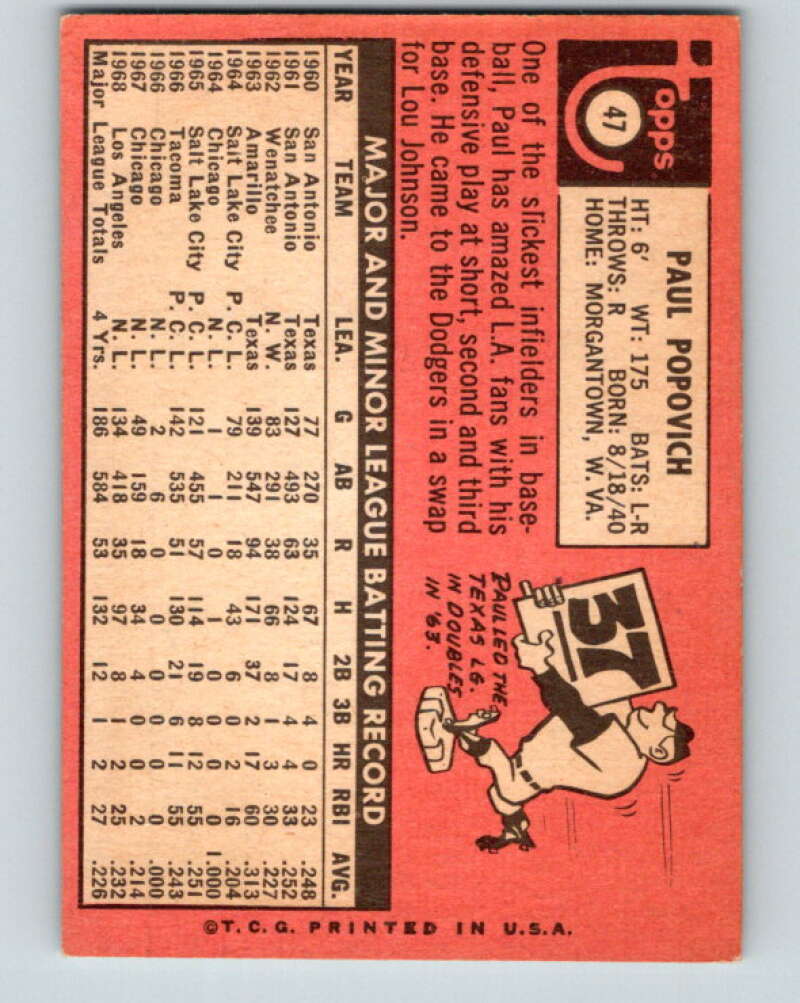 Topps
47
PAUL POPOVICH
HT: 6' WT: 175 BATS: L-R
THROWS: R BORN: 8/18/40
HOME: MORGANTOWN, W. VA.
One of the slickest infielders in base-
ball, Paul has amazed L.A. fans with his
defensive play at short, second and third
base. He came to the Dodgers in a swap
for Lou Johnson.
37
PAUL LED THE
TEXAS LG.
IN DOUBLES
IN '63.
MAJOR AND MINOR LEAGUE BATTING RECORD
YEAR TEAM LEA. G AB R H 2B 3B HR RBI AVG.
1960 San Antonio Texas 77 270 35 67 8 4 0 23 .248
1961 San Antonio Texas 127 493 63 124 17 4 4 33 .252
1962 Wenatchee N. W. 83 291 38 66 8 1 3 30 .227
1963 Amarillo Texas 139 547 94 171 37 2 17 60 .313
1964 Salt Lake City P. C. L. 79 211 18 43 6 0 2 16 .204
1964 Chicago N. L. 1 1 0 1 0 0 0 0 1.000
1965 Salt Lake City P. C. L. 121 455 57 114 19 8 12 55 .251
1966 Tacoma P. C. L. 142 535 51 130 21 6 11 55 .243
1966 Chicago N. L. 2 6 0 0 0 0 0 0 .000
1967 Chicago N. L. 49 159 18 34 4 0 0 2 .214
1968 Los Angeles N. L. 134 418 35 97 8 1 2 25 .232
Major League Totals 4 Yrs. 186 584 53 132 12 1 2 27 .226
©T. C. G. PRINTED IN U.S.A.